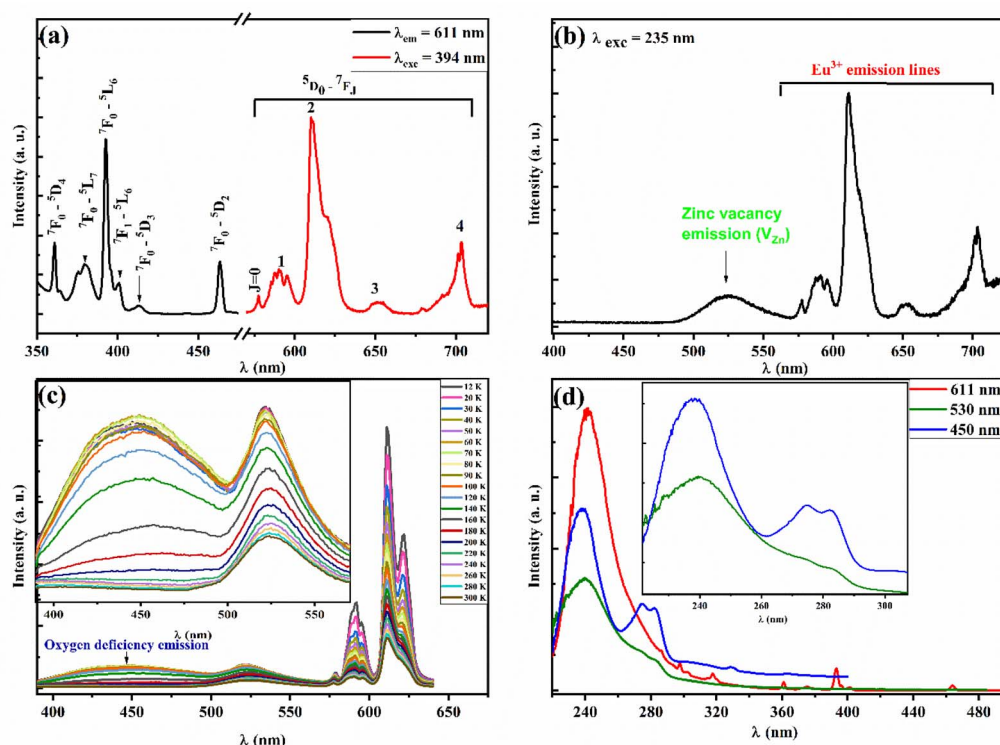 (a)
λem = 611 nm
λexc = 394 nm
⁵D₀ - ⁷F_J
⁷F₀ - ⁵D₄
⁷F₀ - ⁵L₇
⁷F₀ - ⁵L₆
⁷F₁ - ⁵L₆
⁷F₀ - ⁵D₃
⁷F₀ - ⁵D₂
J=0
1
2
3
4
Intensity (a. u.)
350 400 450 600 650 700
λ (nm)
(b)
λ exc = 235 nm
Eu³⁺ emission lines
Zinc vacancy
emission (V_Zn)
Intensity (a. u.)
400 450 500 550 600 650 700
λ (nm)
(c)
12 K
20 K
30 K
40 K
50 K
60 K
70 K
80 K
90 K
100 K
120 K
140 K
160 K
180 K
200 K
220 K
240 K
260 K
280 K
300 K
400 450 500 550
λ (nm)
Oxygen deficiency emission
Intensity (a. u.)
400 450 500 550 600 650
λ (nm)
(d)
611 nm
530 nm
450 nm
Intensity (a. u.)
240 260 280 300
λ (nm)
Intensity (a. u.)
240 280 320 360 400 440 480
λ (nm)